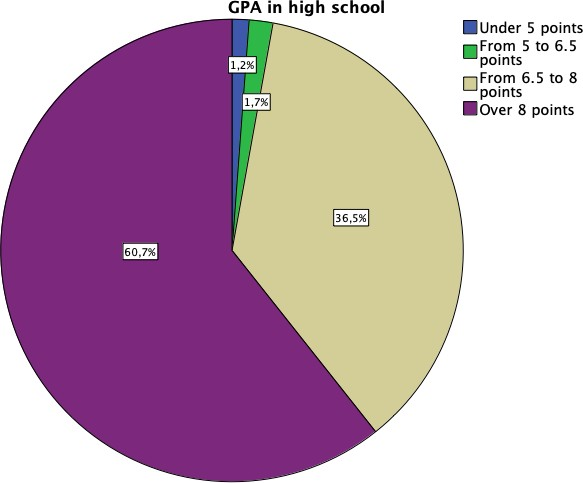 GPA in high school
Under 5 points
From 5 to 6.5
points
From 6.5 to 8
points
Over 8 points
1,2%
1,7%
36,5%
60,7%